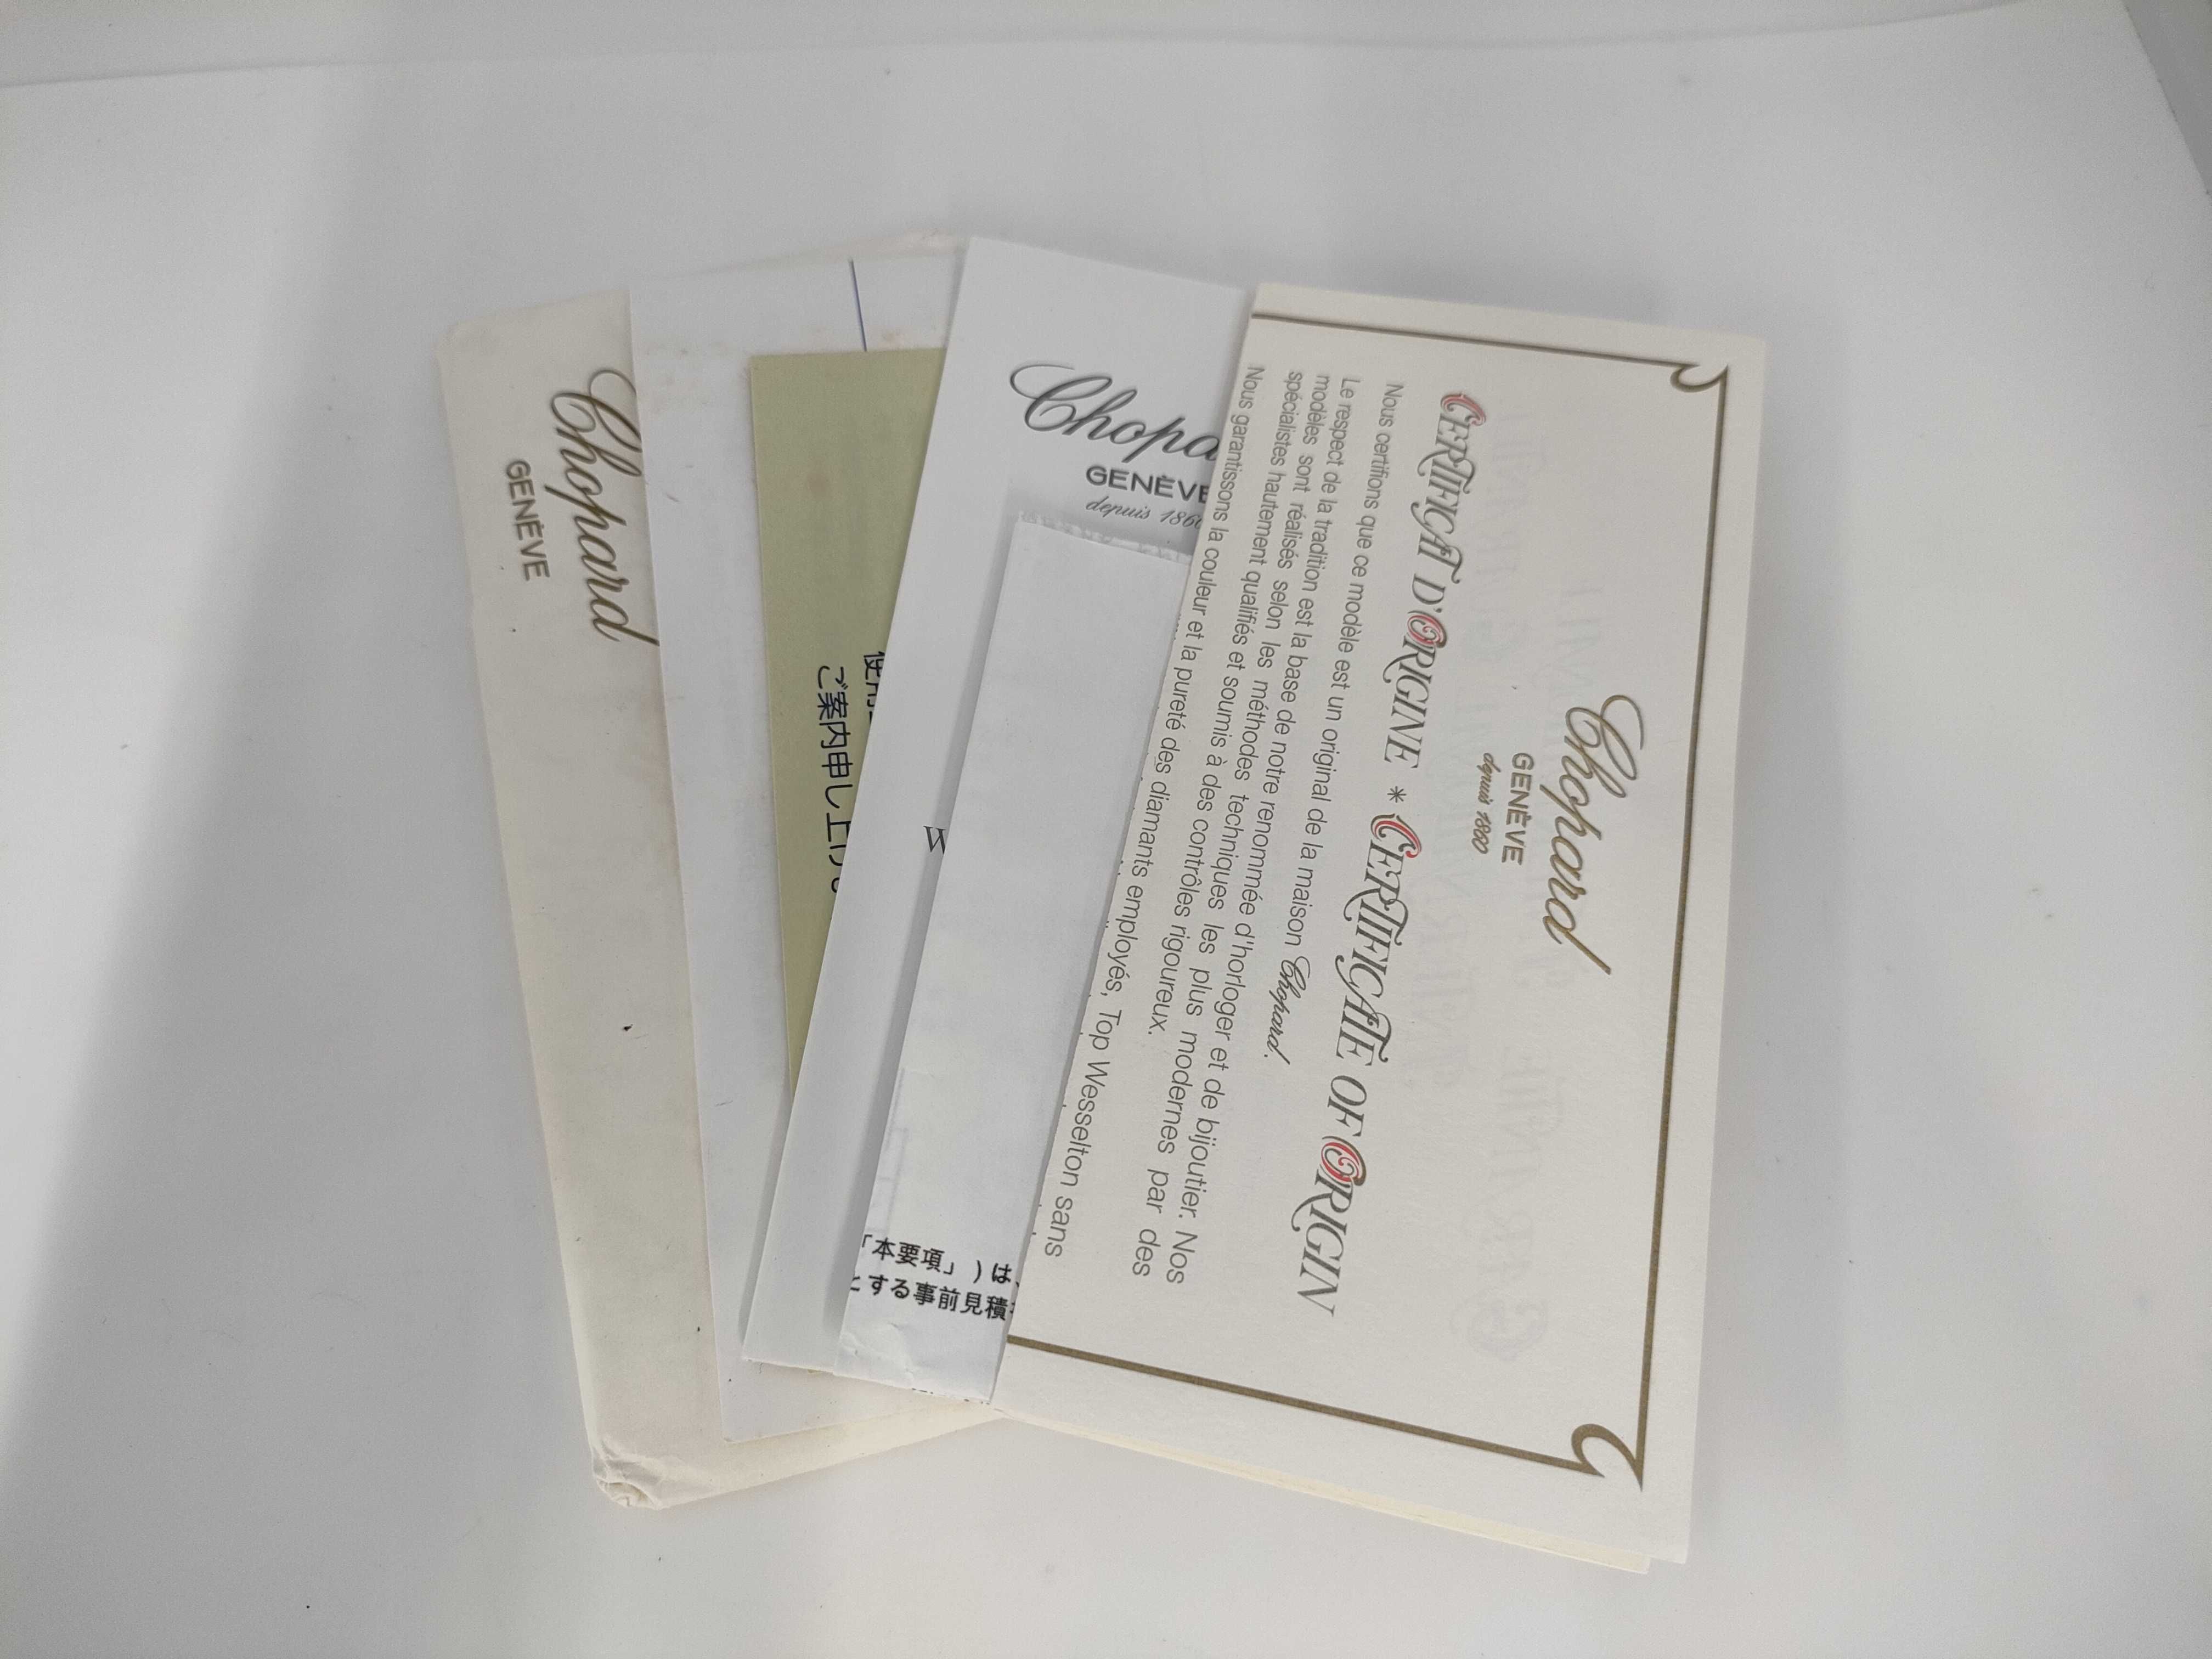 Chopard
GENÈVE
ご案内申し上げ
GENÈVE
depuis 186
「本要項」）は、
とする事前見積
Chopard
GENÈVE
depuis 1860
CERTIFICAT D'ORIGINE * CERTIFICATE OF ORIGIN
Nous certifions que ce modèle est un original de la maison Chopard.
Le respect de la tradition est la base de notre renommée d'horloger et de bijoutier. Nos
modèles sont réalisés selon les méthodes techniques les plus modernes par des
spécialistes hautement qualifiés et soumis à des contrôles rigoureux.
Nous garantissons la couleur et la pureté des diamants employés, Top Wesselton sans